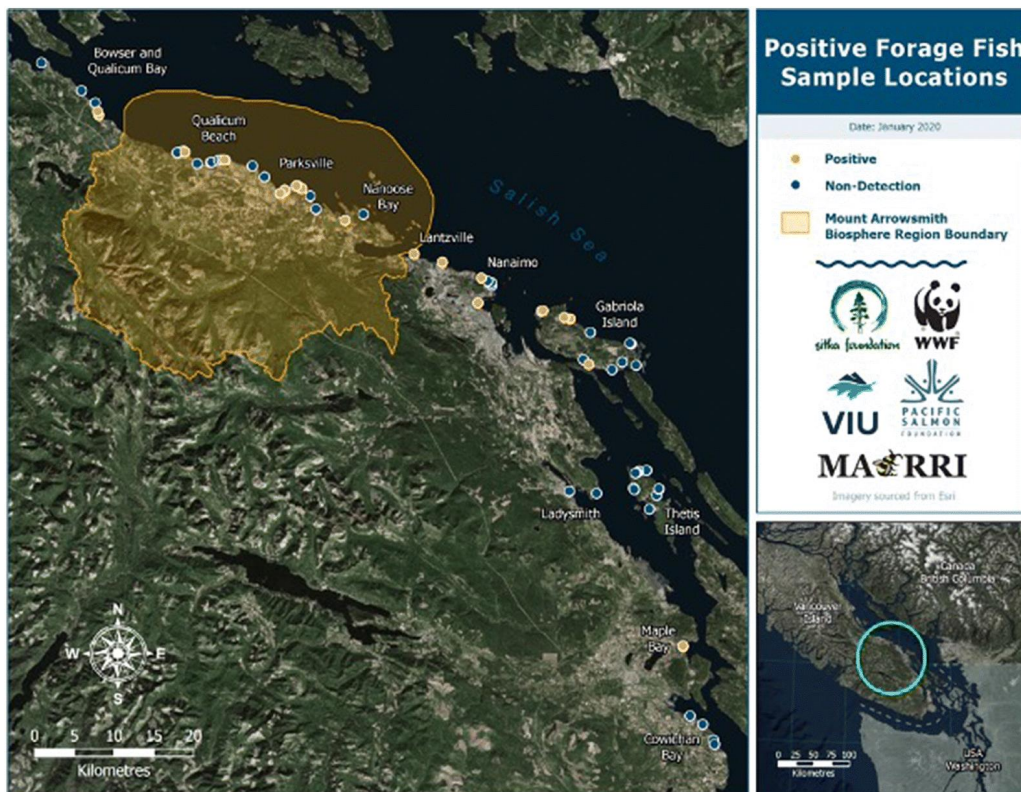 Bowser and
Qualicum Bay
Qualicum
Beach
Parksville
Nanoose
Bay
Lantzville
Nanaimo
Salish Sea
Gabriola
Island
Ladysmith
Thetis
Island
Maple
Bay
Cowichan
Bay
N
W E
S
0 5 10 15 20
Kilometres
Positive Forage Fish
Sample Locations
Date: January 2020
Positive
Non-Detection
Mount Arrowsmith
Biosphere Region Boundary
sitka foundation
WWF
VIU
PACIFIC
SALMON
FOUNDATION
MABRRI
Imagery sourced from Esri
Canada
British Columbia
Vancouver
Island
USA
Washington
0 25 50 75 100
Kilometres